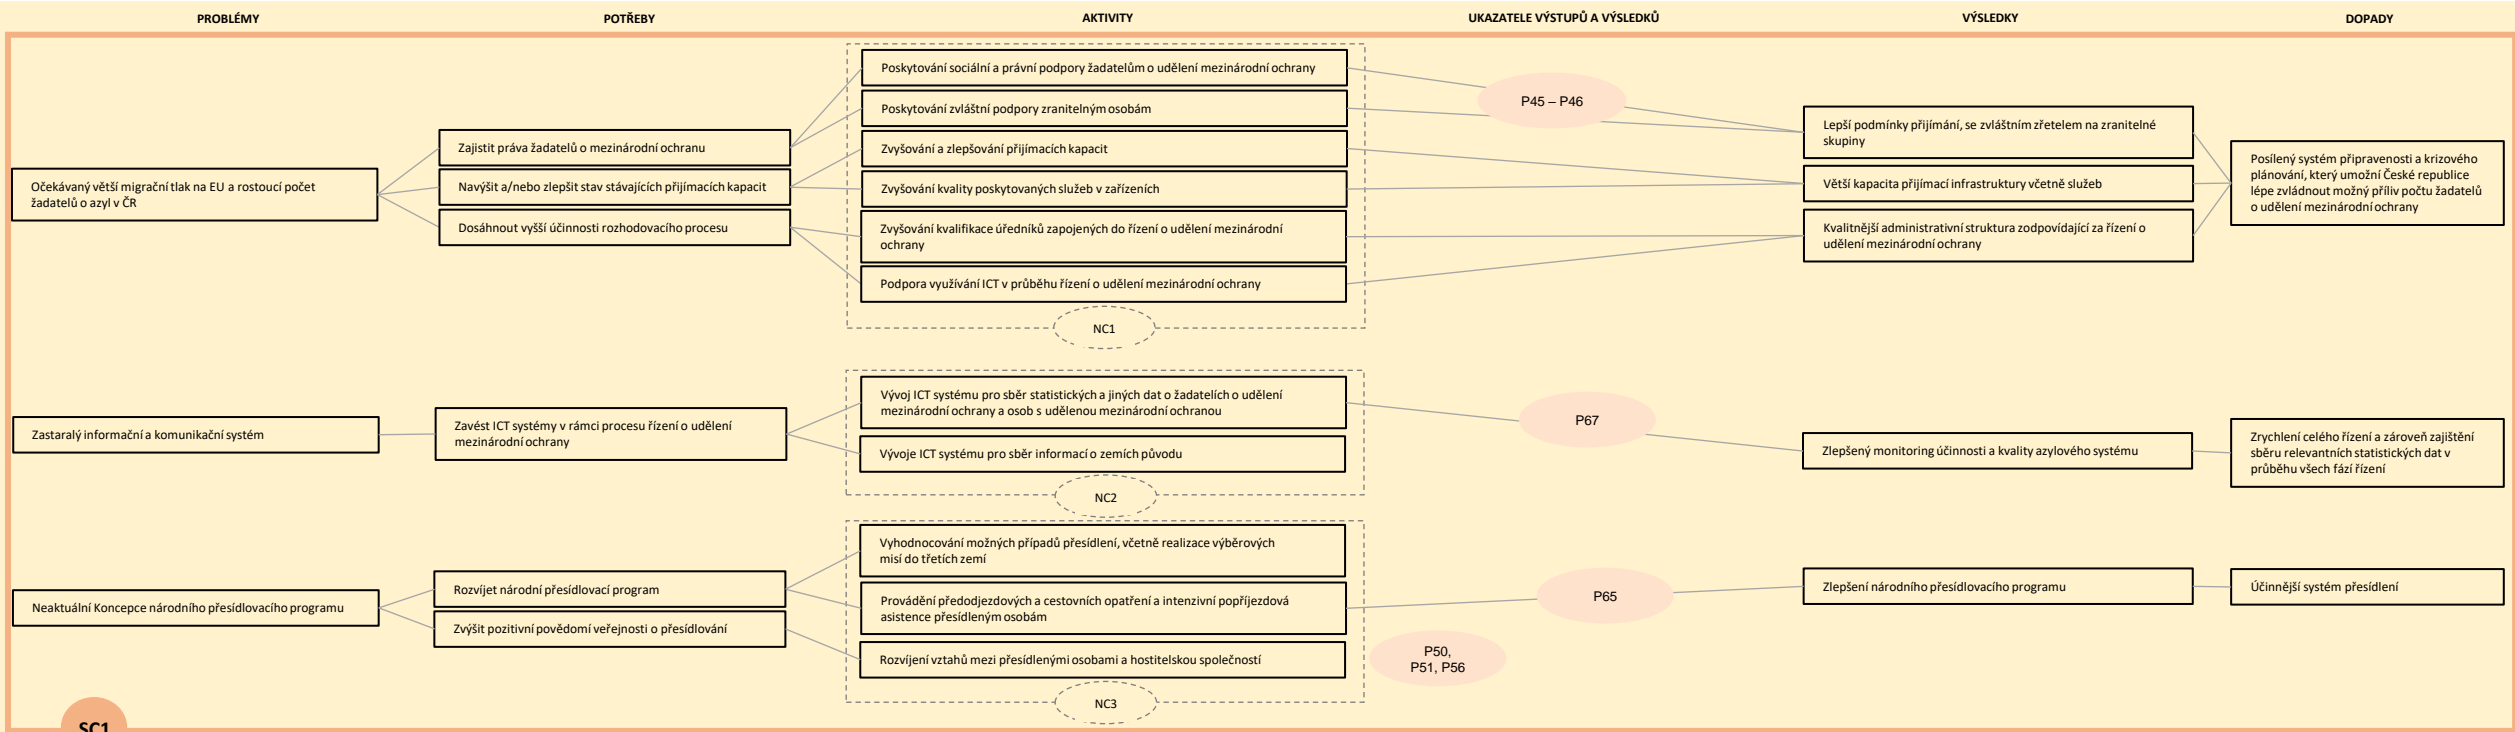 PROBLÉMY
POTŘEBY
AKTIVITY
UKAZATELE VÝSTUPŮ A VÝSLEDKŮ
VÝSLEDKY
DOPADY
Očekávaný větší migrační tlak na EU a rostoucí počet
žadatelů o azyl v ČR
Zajistit práva žadatelů o mezinárodní ochranu
Navýšit a/nebo zlepšit stav stávajících přijímacích kapacit
Dosáhnout vyšší účinnosti rozhodovacího procesu
Poskytování sociální a právní podpory žadatelům o udělení mezinárodní ochrany
Poskytování zvláštní podpory zranitelným osobám
Zvyšování a zlepšování přijímacích kapacit
Zvyšování kvality poskytovaných služeb v zařízeních
Zvyšování kvalifikace úředníků zapojených do řízení o udělení mezinárodní
ochrany
Podpora využívání ICT v průběhu řízení o udělení mezinárodní ochrany
NC1
P45 – P46
Lepší podmínky přijímání, se zvláštním zřetelem na zranitelné
skupiny
Větší kapacita přijímací infrastruktury včetně služeb
Kvalitnější administrativní struktura zodpovídající za řízení o
udělení mezinárodní ochrany
Posílený systém připravenosti a krizového
plánování, který umožní České republice
lépe zvládnout možný příliv počtu žadatelů
o udělení mezinárodní ochrany
Zastaralý informační a komunikační systém
Zavést ICT systémy v rámci procesu řízení o udělení
mezinárodní ochrany
Vývoj ICT systému pro sběr statistických a jiných dat o žadatelích o udělení
mezinárodní ochrany a osob s udělenou mezinárodní ochranou
Vývoje ICT systému pro sběr informací o zemích původu
NC2
P67
Zlepšený monitoring účinnosti a kvality azylového systému
Zrychlení celého řízení a zároveň zajištění
sběru relevantních statistických dat v
průběhu všech fází řízení
Neaktuální Koncepce národního přesídlovacího programu
Rozvíjet národní přesídlovací program
Zvýšit pozitivní povědomí veřejnosti o přesídlování
Vyhodnocování možných případů přesídlení, včetně realizace výběrových
misí do třetích zemí
Provádění předodjezdových a cestovních opatření a intenzivní popříjezdová
asistence přesídleným osobám
Rozvíjení vztahů mezi přesídlenými osobami a hostitelskou společností
NC3
P65
P50,
P51, P56
Zlepšení národního přesídlovacího programu
Účinnější systém přesídlení
SC1